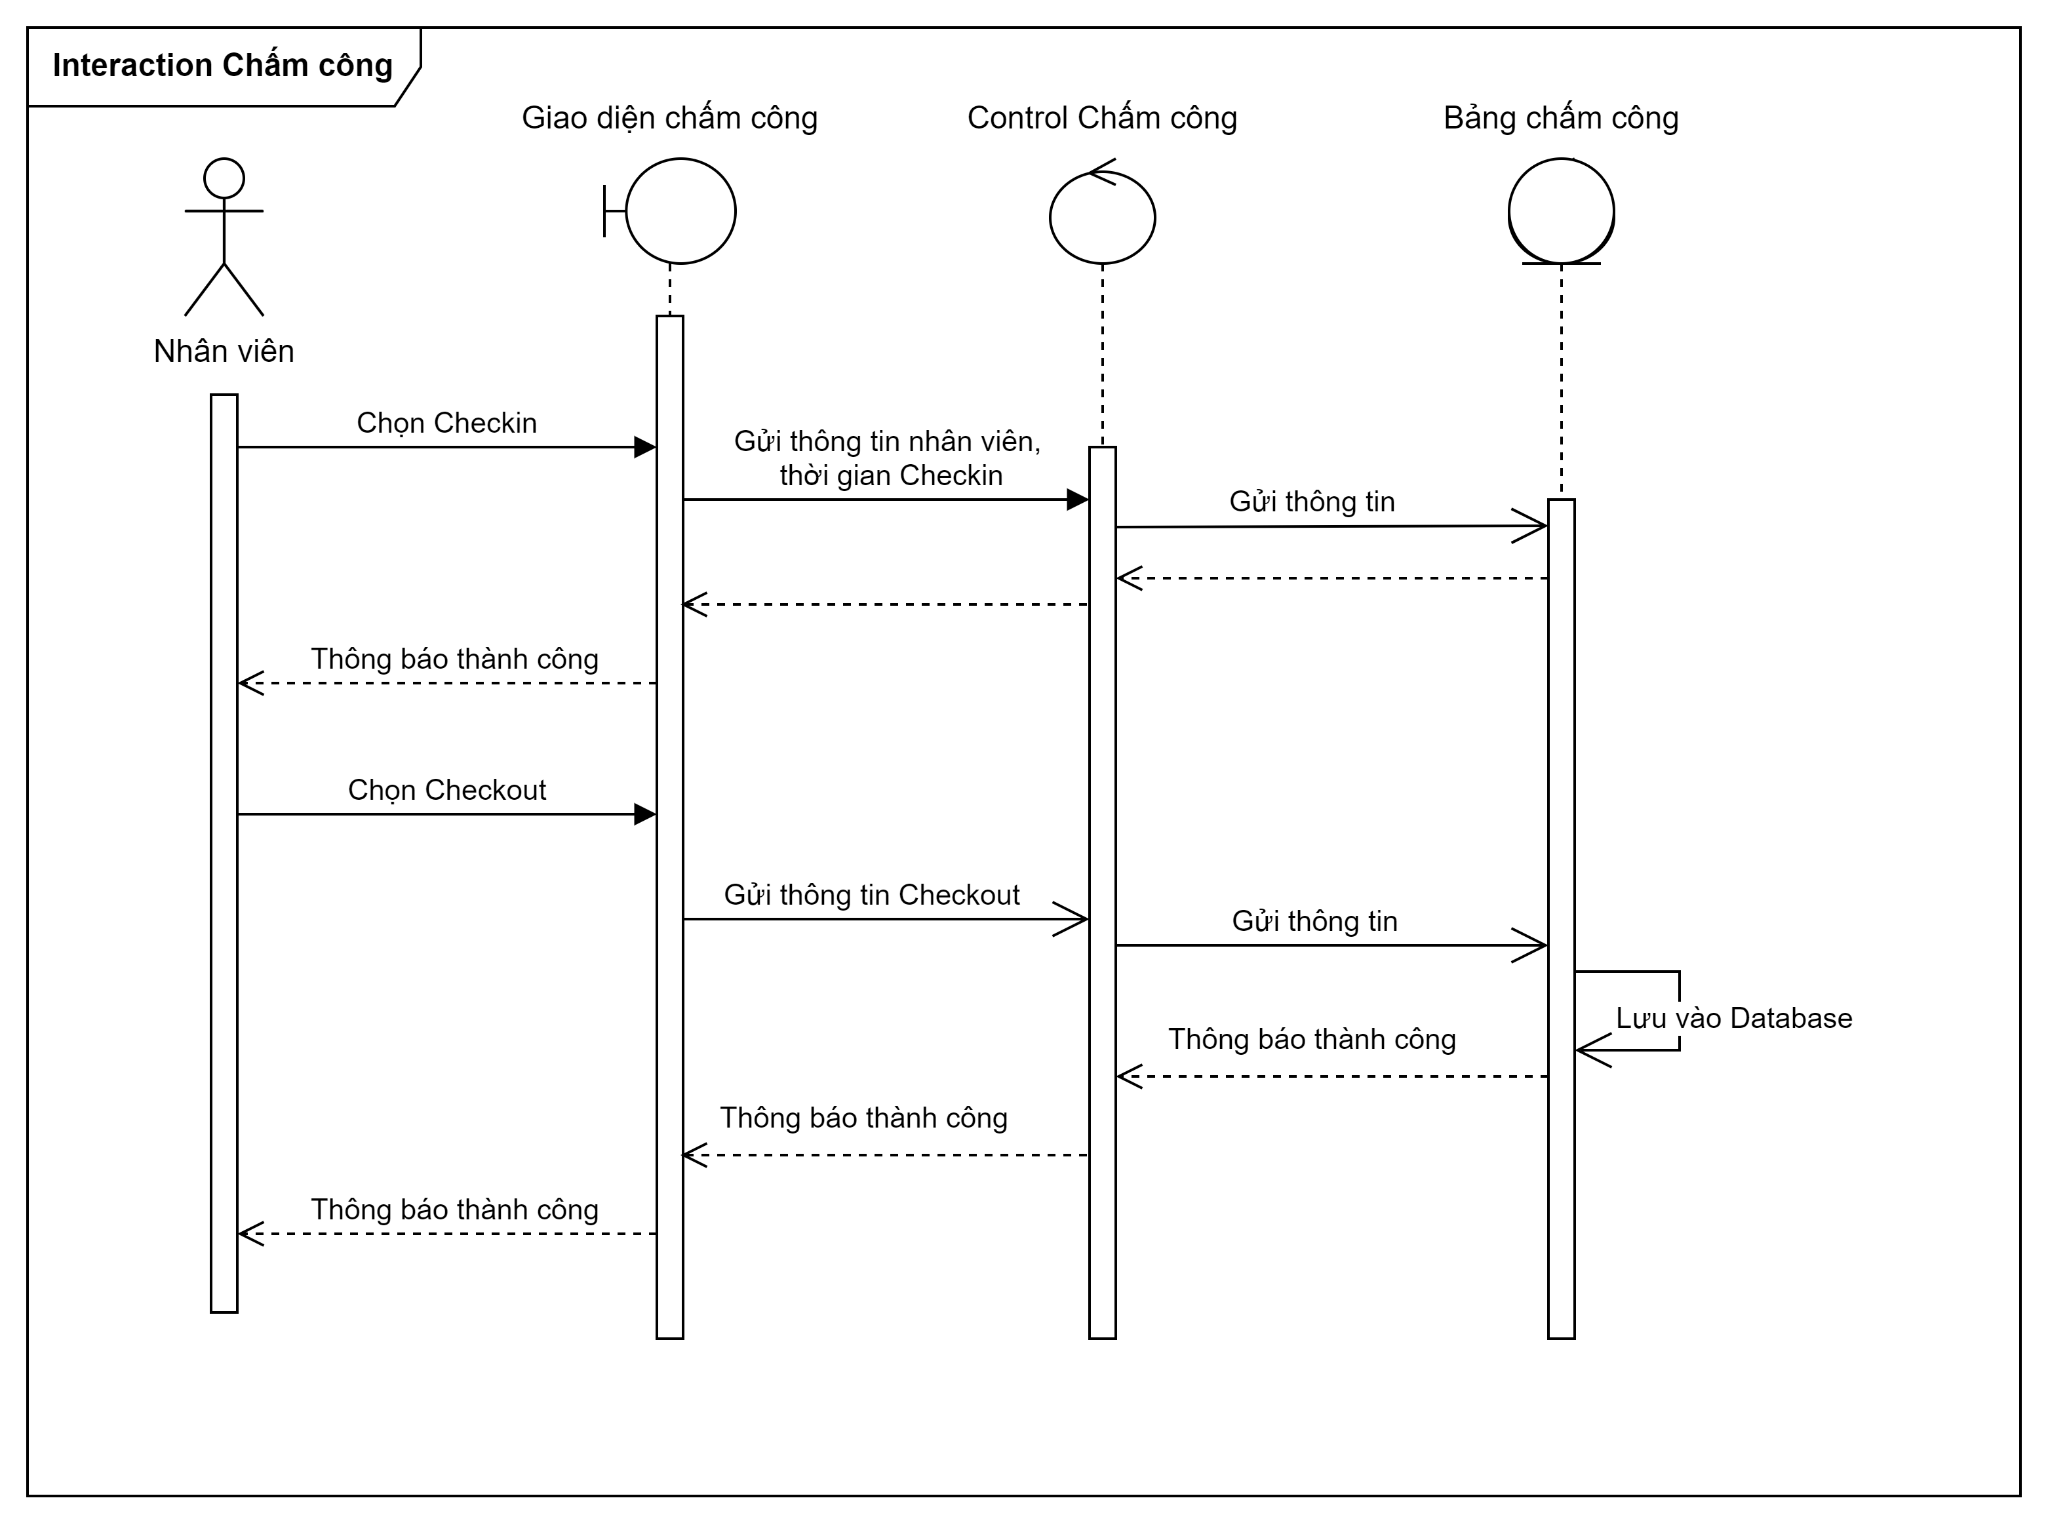 Interaction Chấm công
Giao diện chấm công
Control Chấm công
Bảng chấm công
Nhân viên
Chọn Checkin
Gửi thông tin nhân viên,
thời gian Checkin
Gửi thông tin
Thông báo thành công
Chọn Checkout
Gửi thông tin Checkout
Gửi thông tin
Lưu vào Database
Thông báo thành công
Thông báo thành công
Thông báo thành công